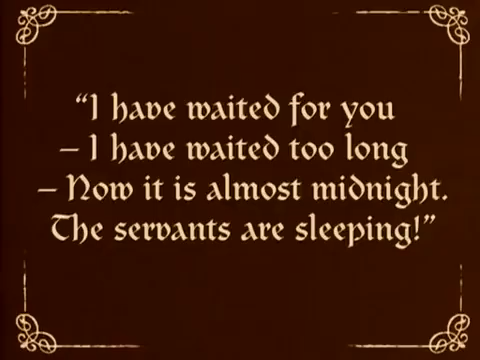 “I have waited for you
– I have waited too long
– Now it is almost midnight.
The servants are sleeping!”